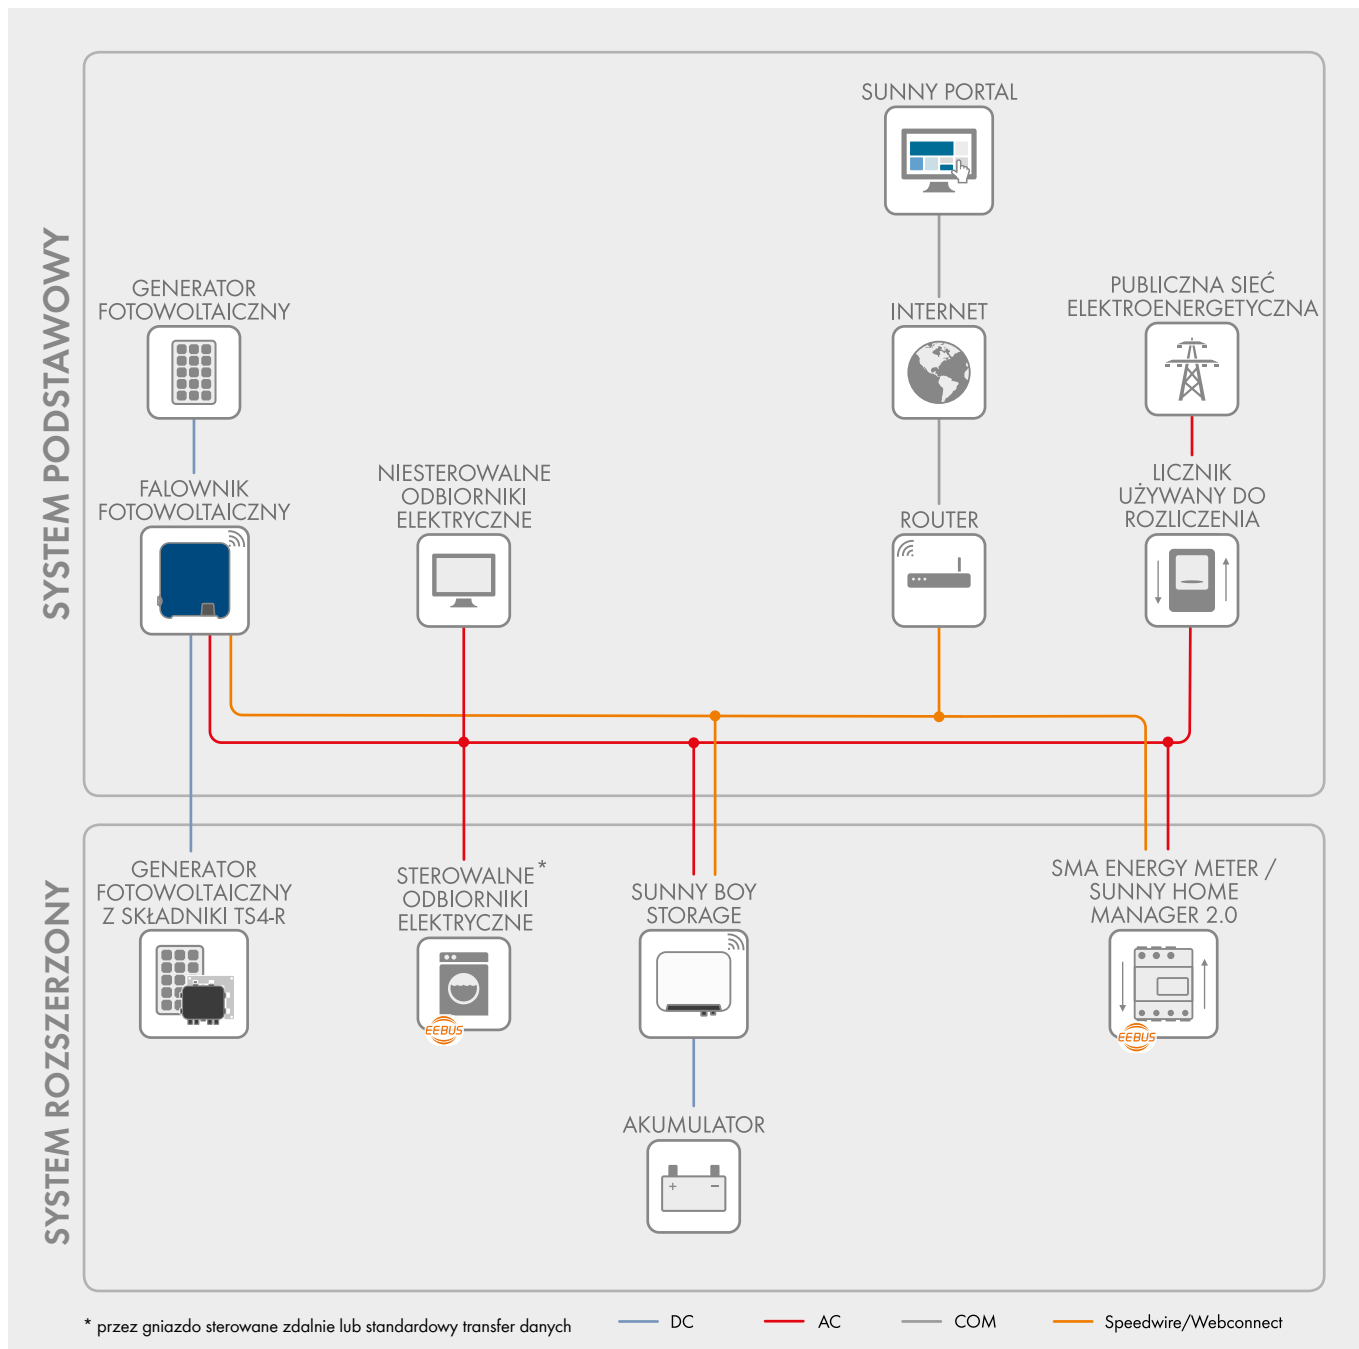 SYSTEM PODSTAWOWY
SUNNY PORTAL
GENERATOR
FOTOWOLTAICZNY
INTERNET
PUBLICZNA SIEĆ
ELEKTROENERGETYCZNA
FALOWNIK
FOTOWOLTAICZNY
NIESTEROWALNE
ODBIORNIKI
ELEKTRYCZNE
ROUTER
LICZNIK
UŻYWANY DO
ROZLICZENIA
SYSTEM ROZSZERZONY
GENERATOR
FOTOWOLTAICZNY
Z SKŁADNIKI TS4-R
STEROWALNE*
ODBIORNIKI
ELEKTRYCZNE
EEBUS
SUNNY BOY
STORAGE
SMA ENERGY METER /
SUNNY HOME
MANAGER 2.0
EEBUS
AKUMULATOR
+ −
* przez gniazdo sterowane zdalnie lub standardowy transfer danych
DC
AC
COM
Speedwire/Webconnect